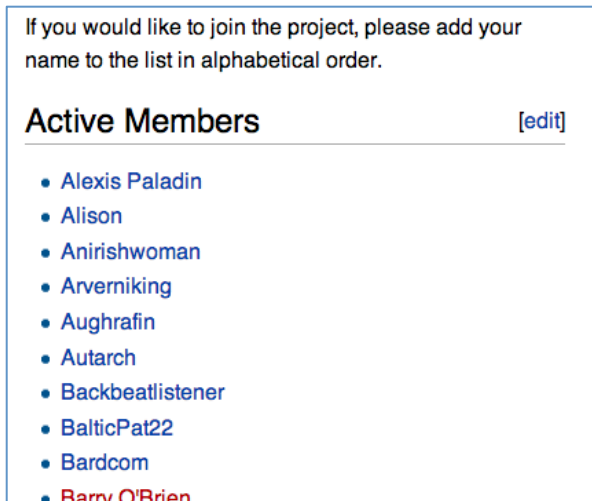 If you would like to join the project, please add your
name to the list in alphabetical order.
Active Members [edit]
Alexis Paladin
Alison
Anirishwoman
Arverniking
Aughrafin
Autarch
Backbeatlistener
BalticPat22
Bardcom
Barry O'Brien